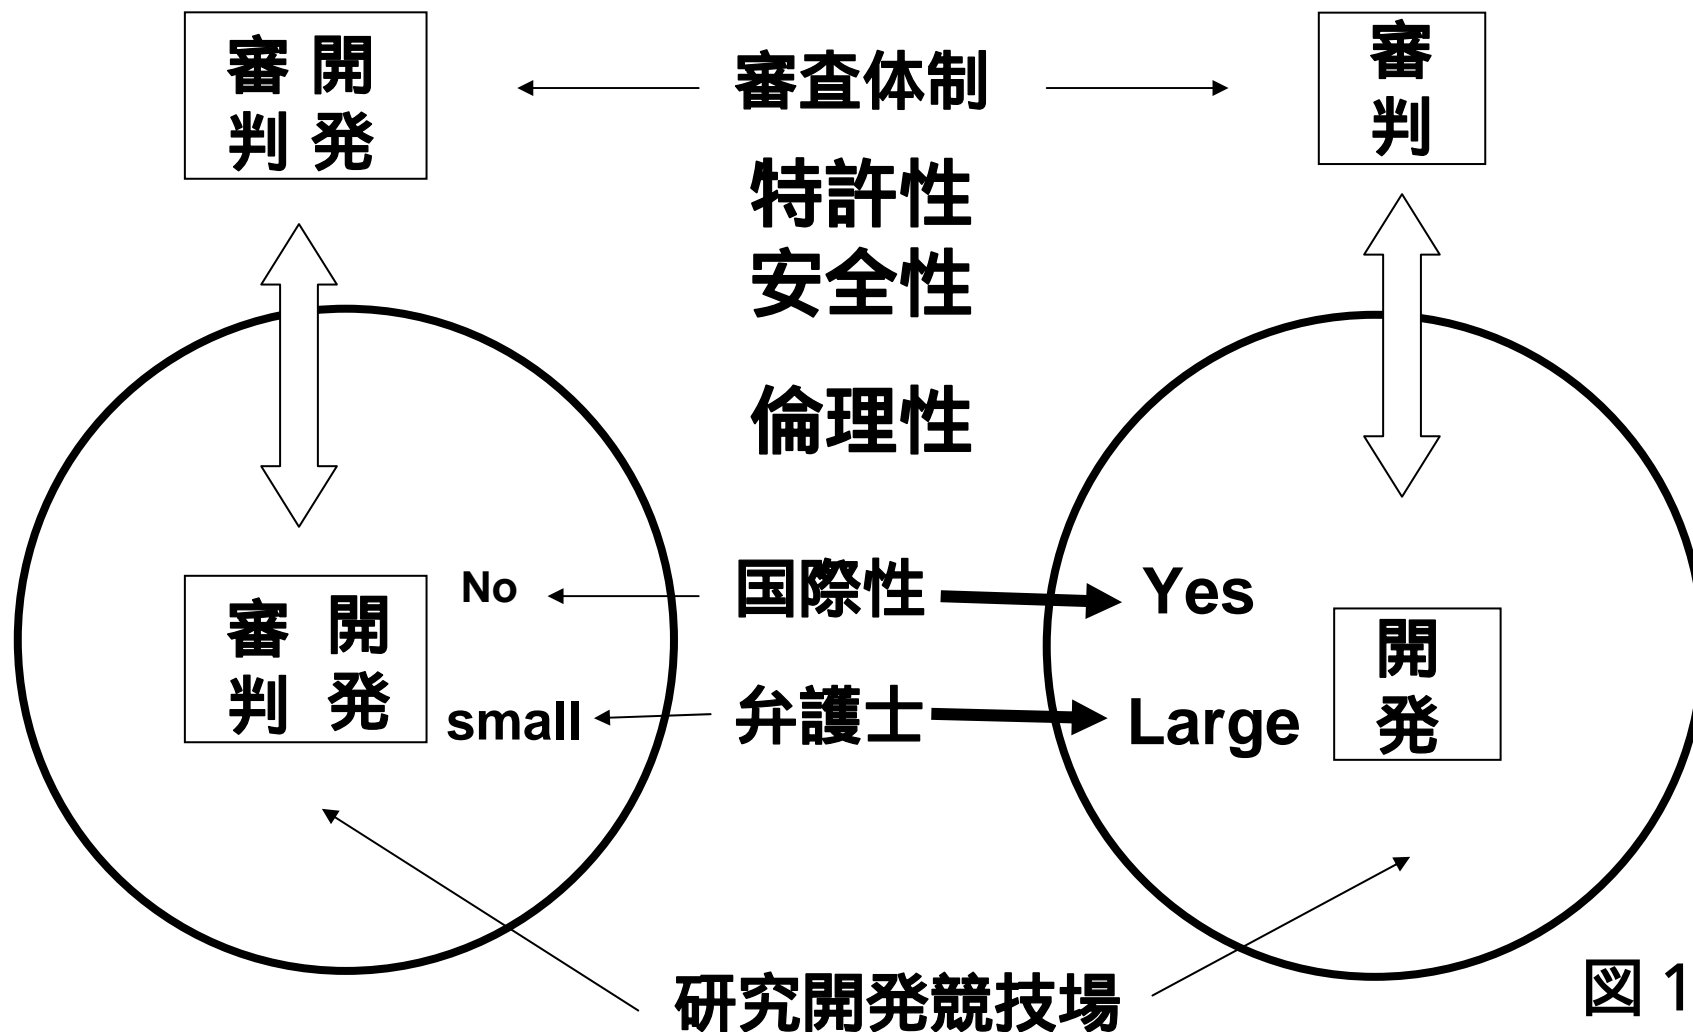 審判
開発
審査体制
審判
特許性
安全性
倫理性
No
国際性
Yes
審判
開発
small
弁護士
Large
開発
研究開発競技場
図1